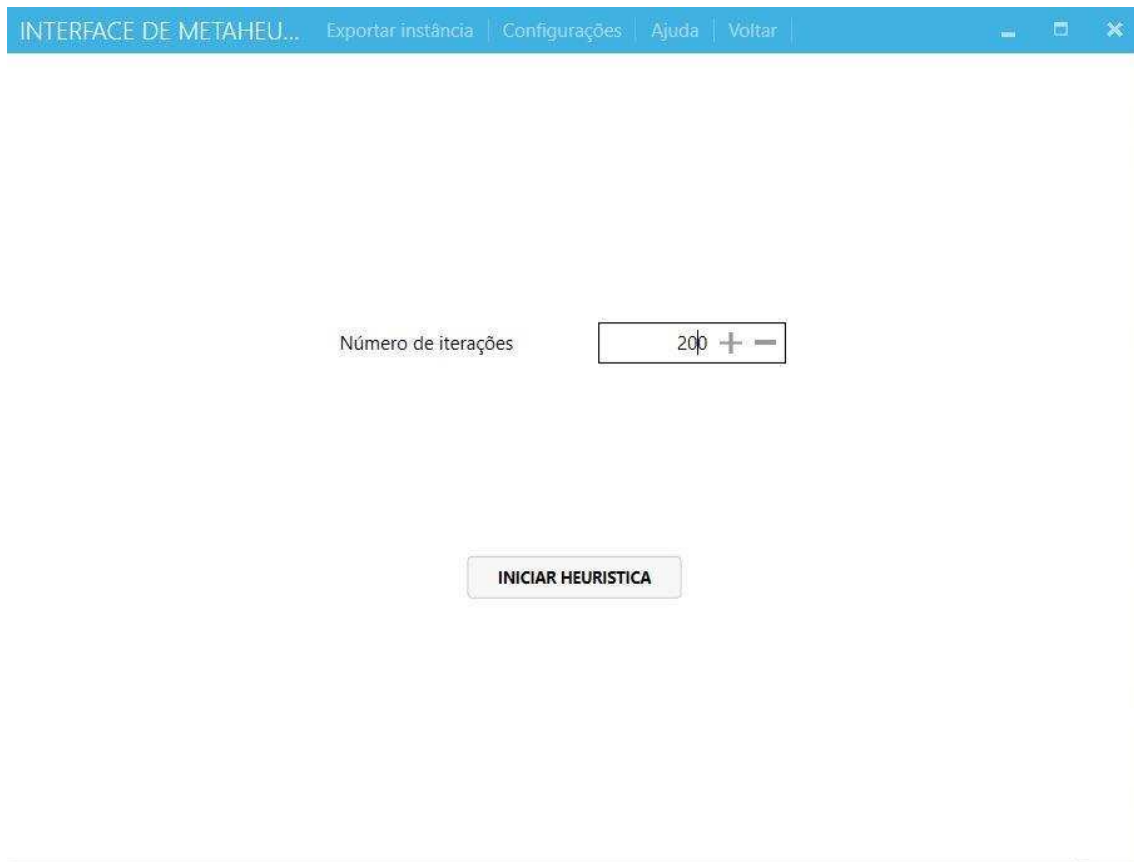 INTERFACE DE METAHEU... Exportar instância Configurações Ajuda Voltar
Número de iterações 200
INICIAR HEURISTICA